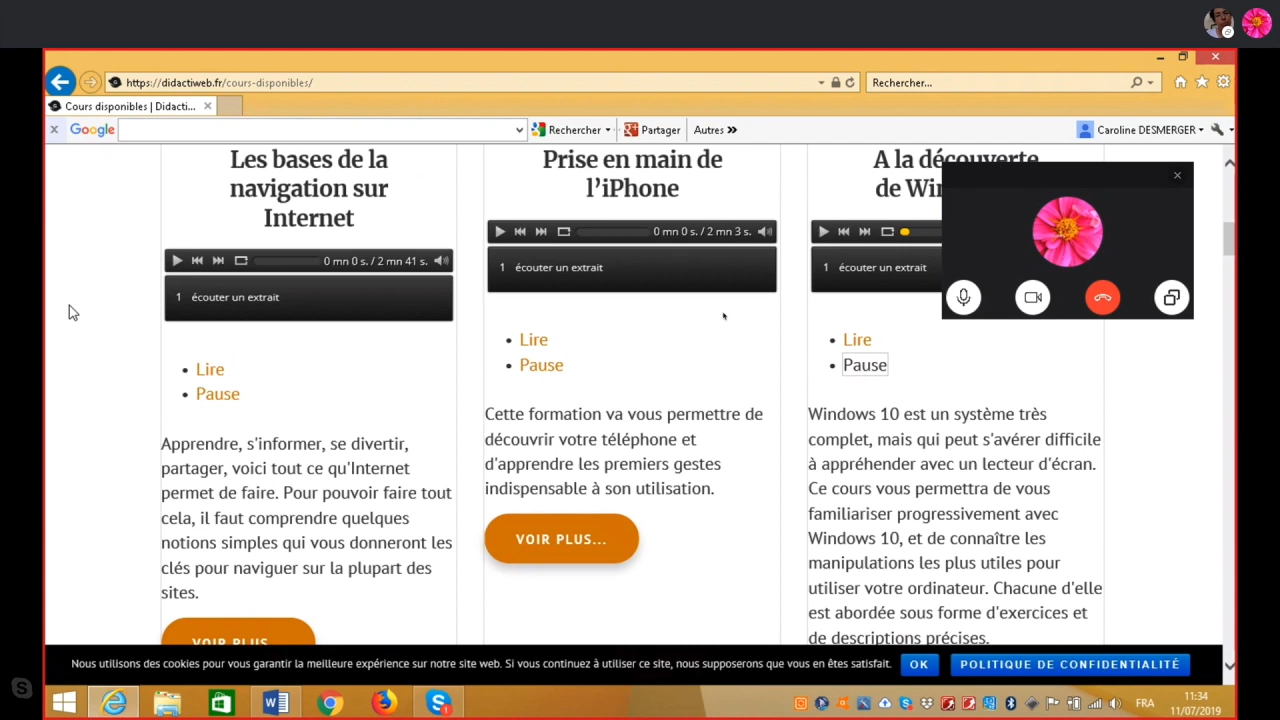 https://didactiweb.fr/cours-disponibles/
Rechercher...
Cours disponibles | Didacti...
Google
Rechercher
Partager
Autres »
Caroline DESMERGER
Les bases de la
navigation sur
Internet
0 mn 0 s. / 2 mn 41 s.
1 écouter un extrait
Lire
Pause
Apprendre, s'informer, se divertir,
partager, voici tout ce qu'Internet
permet de faire. Pour pouvoir faire tout
cela, il faut comprendre quelques
notions simples qui vous donneront les
clés pour naviguer sur la plupart des
sites.
VOIR PLUS
Prise en main de
l'iPhone
0 mn 0 s. / 2 mn 3 s.
1 écouter un extrait
Lire
Pause
Cette formation va vous permettre de
découvrir votre téléphone et
d'apprendre les premiers gestes
indispensable à son utilisation.
VOIR PLUS...
A la découverte
de Wi
1 écouter un extrait
Lire
Pause
Windows 10 est un système très
complet, mais qui peut s'avérer difficile
à appréhender avec un lecteur d'écran.
Ce cours vous permettra de vous
familiariser progressivement avec
Windows 10, et de connaître les
manipulations les plus utiles pour
utiliser votre ordinateur. Chacune d'elle
est abordée sous forme d'exercices et
de descriptions précises.
Nous utilisons des cookies pour vous garantir la meilleure expérience sur notre site web. Si vous continuez à utiliser ce site, nous supposerons que vous en êtes satisfait.
OK
POLITIQUE DE CONFIDENTIALITÉ
FRA
11:34
11/07/2019